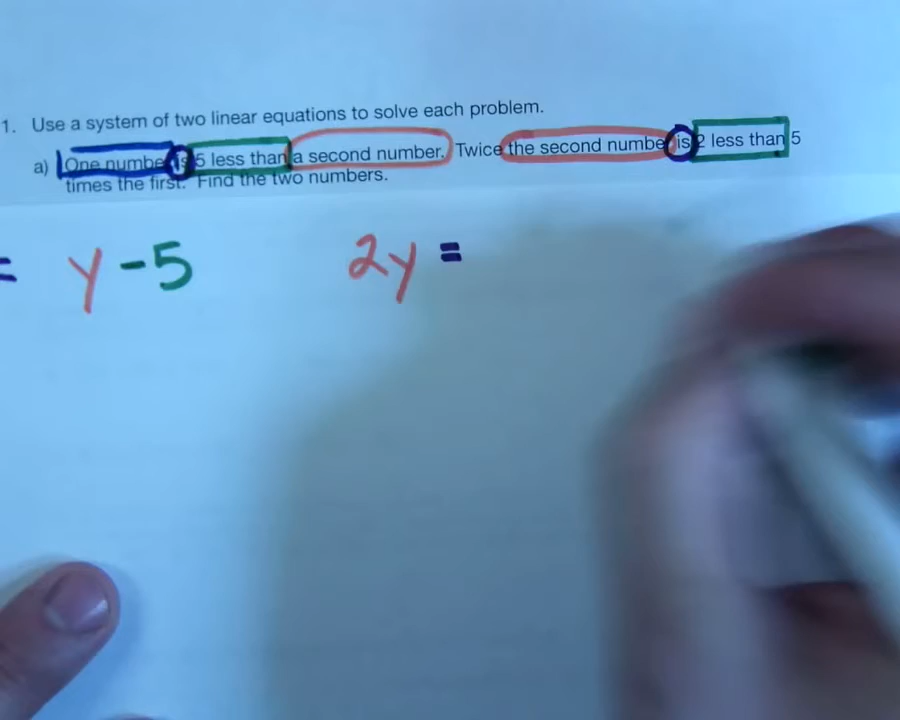 1. Use a system of two linear equations to solve each problem.
a) One number is 5 less than a second number. Twice the second number is 2 less than 5
times the first. Find the two numbers.
= y - 5 2y =